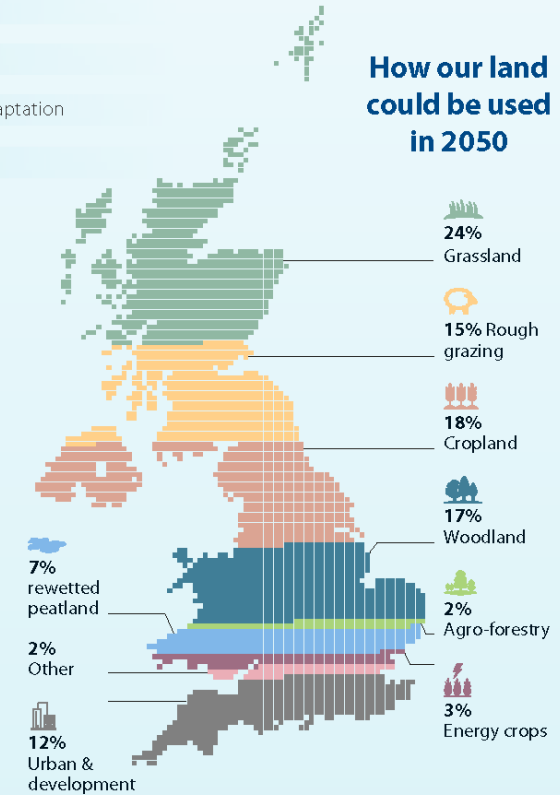 aptation
How our land
could be used
in 2050
24%
Grassland
15% Rough
grazing
18%
Cropland
17%
Woodland
2%
Agro-forestry
3%
Energy crops
7%
rewetted
peatland
2%
Other
12%
Urban &
development